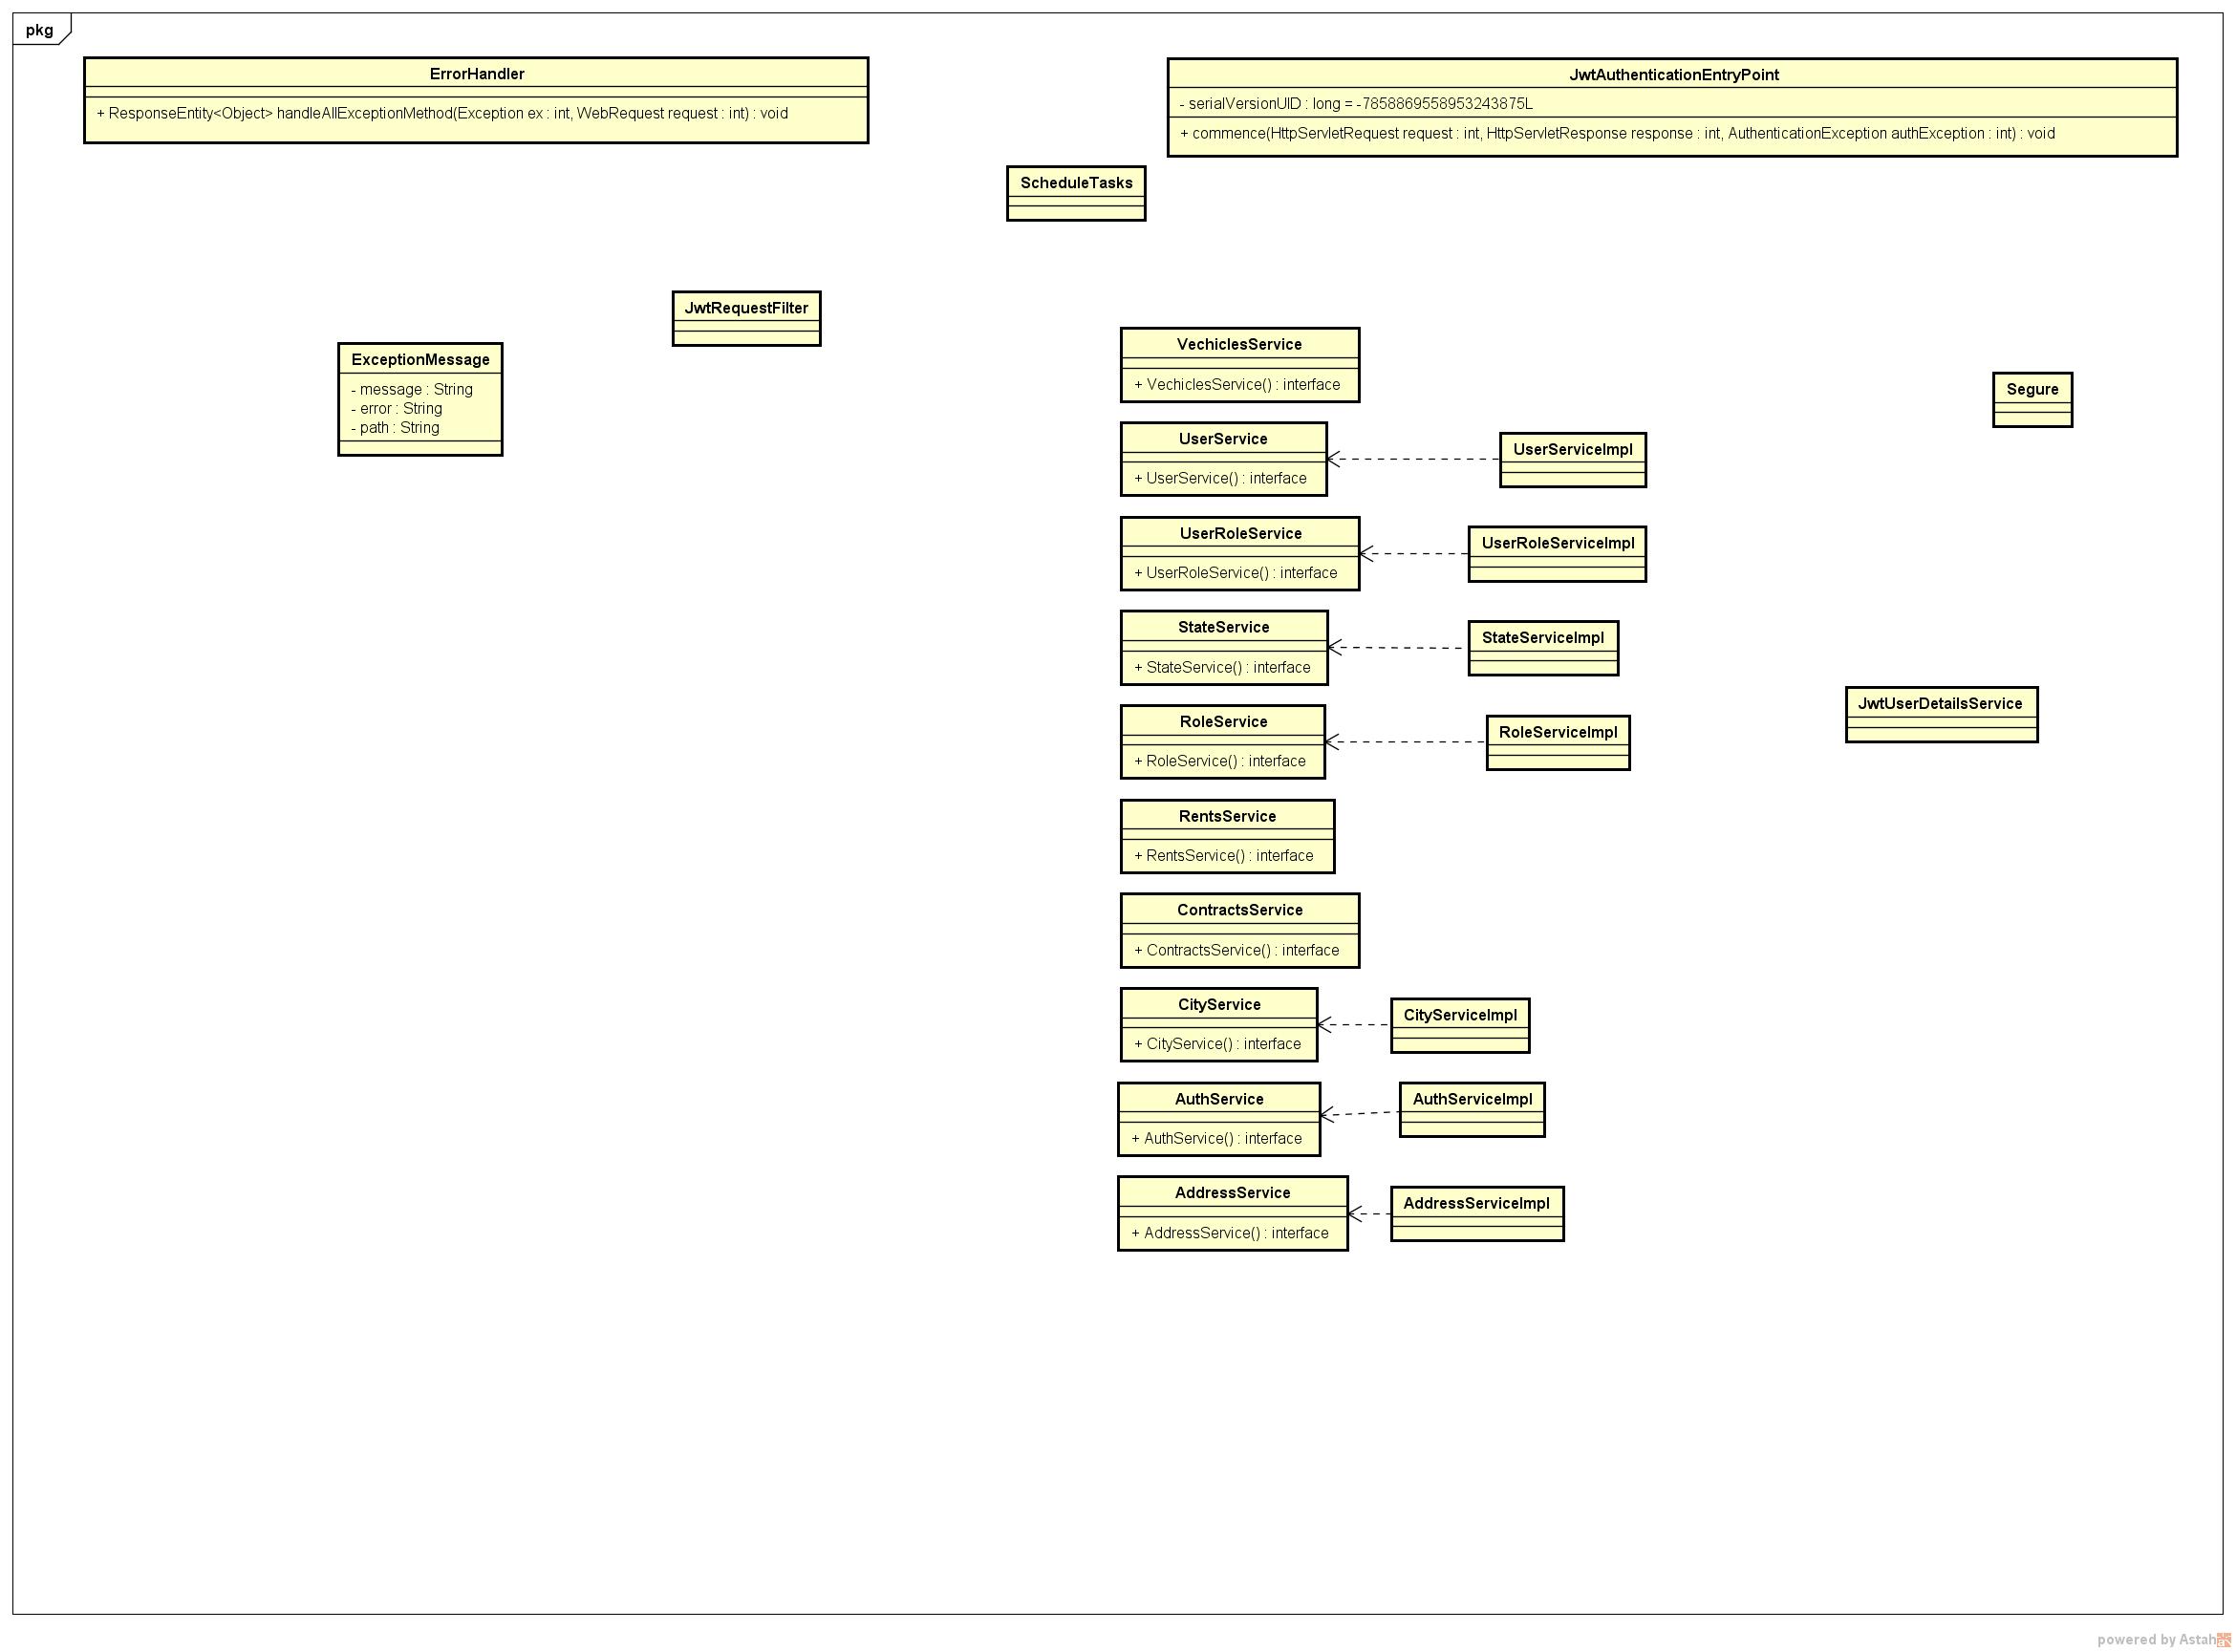 pkg
ErrorHandler
+ ResponseEntity<Object> handleAllExceptionMethod(Exception ex : int, WebRequest request : int) : void
JwtAuthenticationEntryPoint
- serialVersionUID : long = -7858869558953243875L
+ commence(HttpServletRequest request : int, HttpServletResponse response : int, AuthenticationException authException : int) : void
ScheduleTasks
JwtRequestFilter
ExceptionMessage
- message : String
- error : String
- path : String
VechiclesService
+ VechiclesService() : interface
Segure
UserService
+ UserService() : interface
UserServiceImpl
UserRoleService
+ UserRoleService() : interface
UserRoleServiceImpl
StateService
+ StateService() : interface
StateServiceImpl
RoleService
+ RoleService() : interface
RoleServiceImpl
JwtUserDetailsService
RentsService
+ RentsService() : interface
ContractsService
+ ContractsService() : interface
CityService
+ CityService() : interface
CityServiceImpl
AuthService
+ AuthService() : interface
AuthServiceImpl
AddressService
+ AddressService() : interface
AddressServiceImpl
powered by Astah